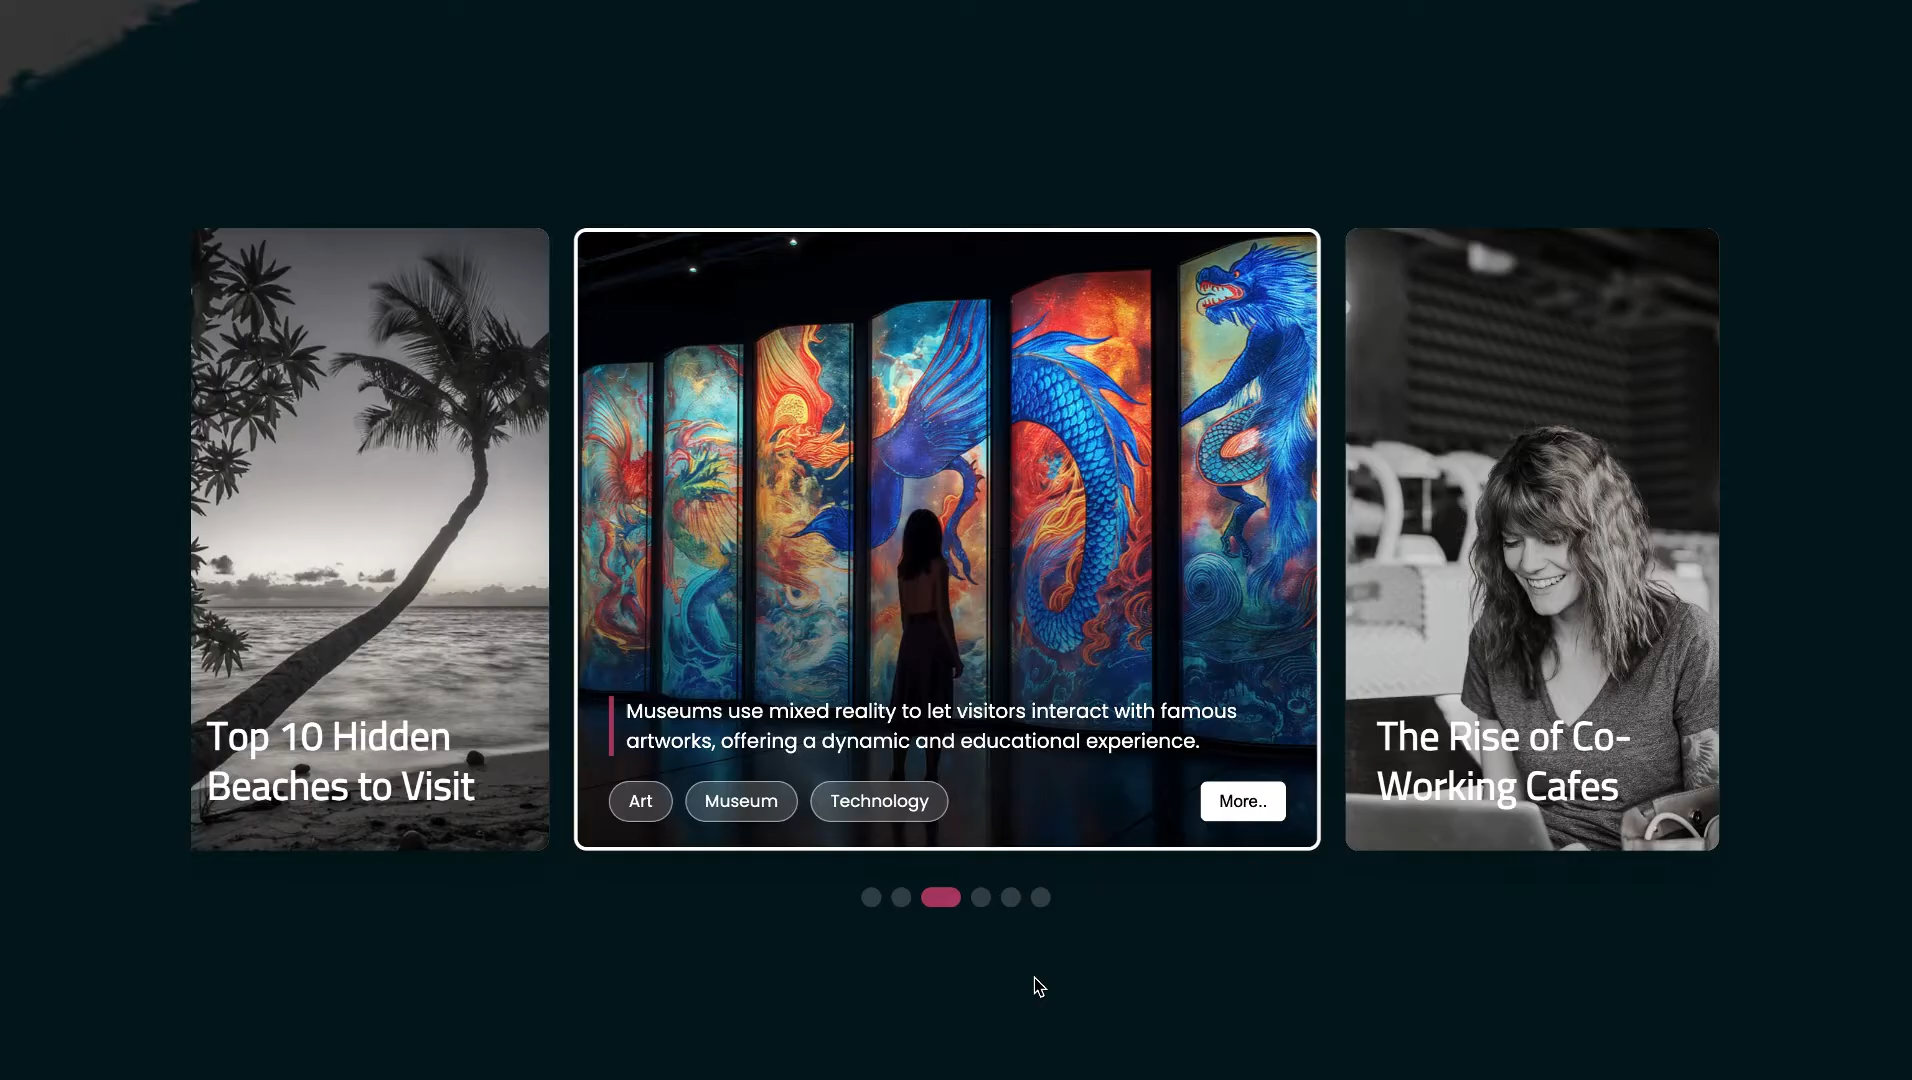 Top 10 Hidden
Beaches to Visit
Museums use mixed reality to let visitors interact with famous
artworks, offering a dynamic and educational experience.
Art
Museum
Technology
More..
The Rise of Co-
Working Cafes